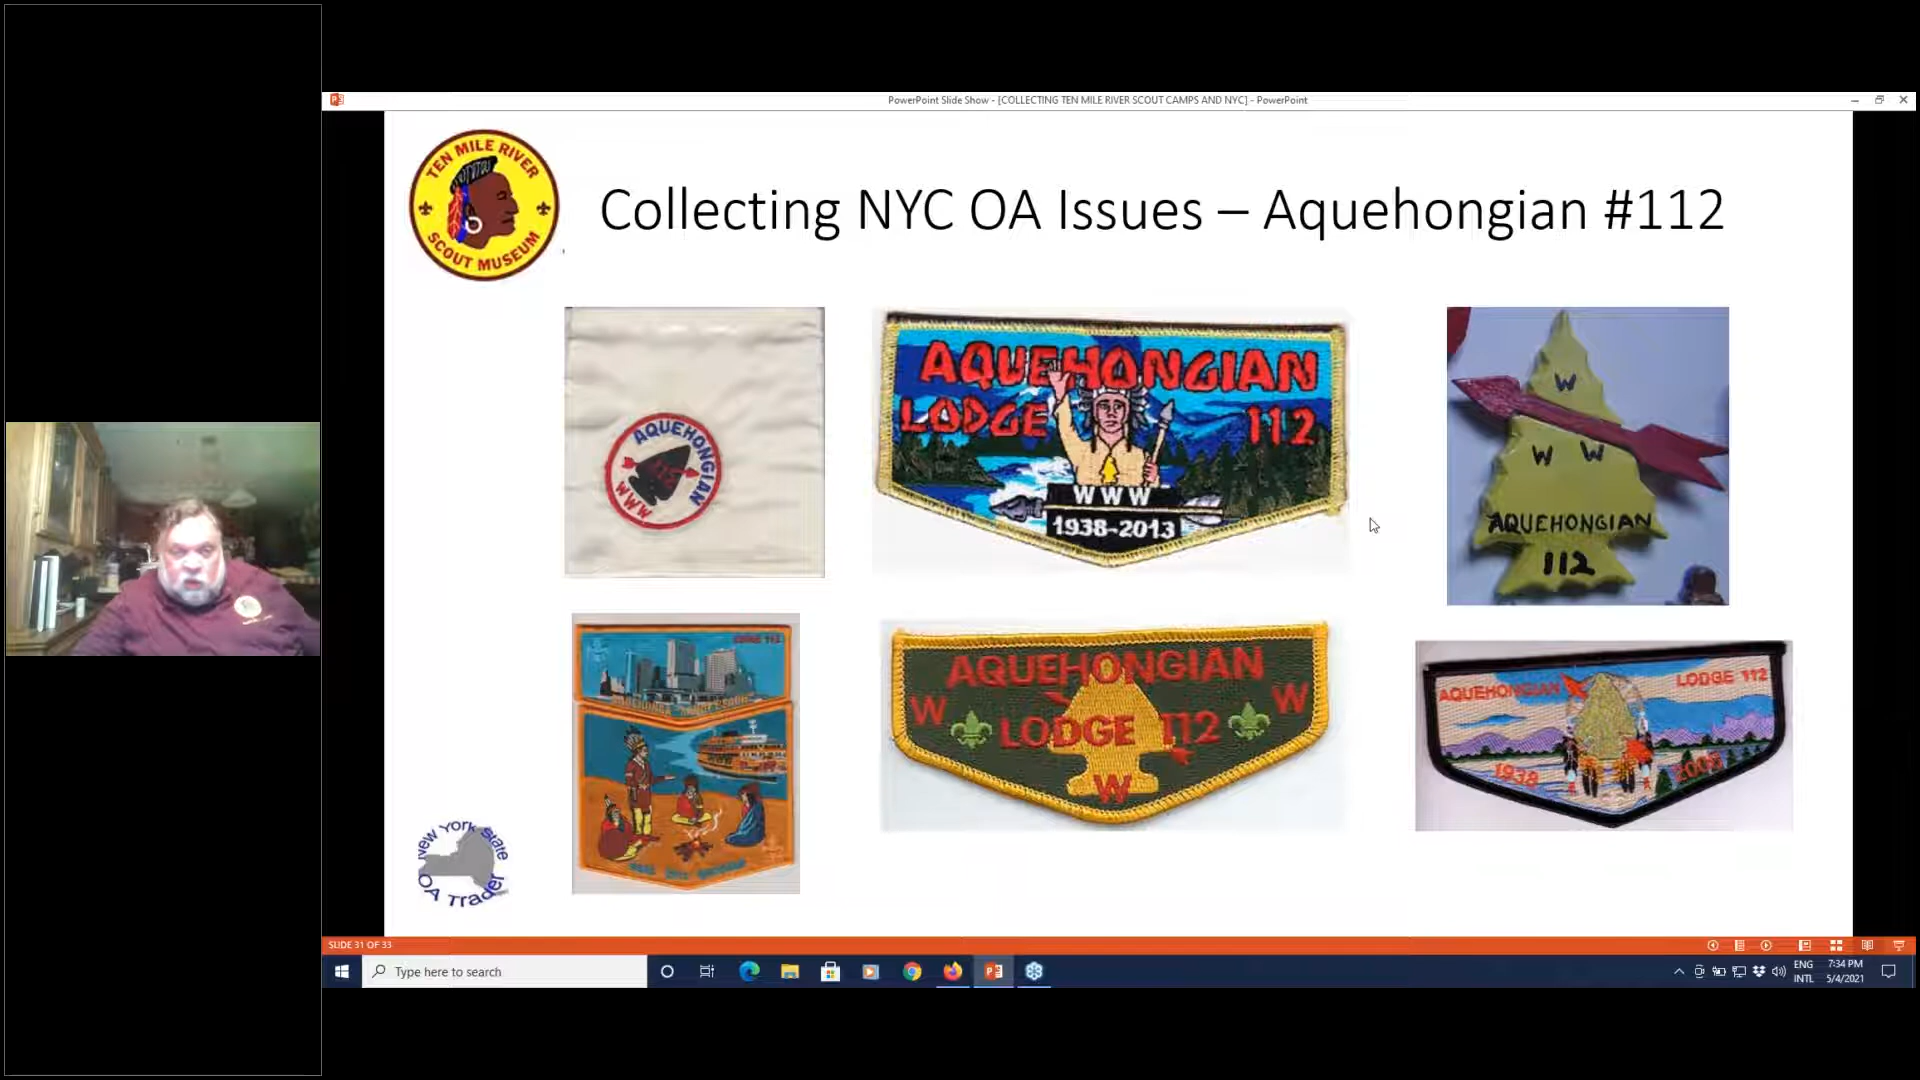 PowerPoint Slide Show - [COLLECTING TEN MILE RIVER SCOUT CAMPS AND NYC] - PowerPoint
TEN MILE RIVER
SCOUT MUSEUM
Collecting NYC OA Issues – Aquehongian #112
AQUEHONGIAN
112
WWW
AQUEHONGIAN
LODGE 112
WWW
1938-2013
W
W W
AQUEHONGIAN
112
LODGE 112
AQUEHONGIAN
W W
LODGE 112
W
AQUEHONGIAN LODGE 112
1938
New York State
OA Trader
SLIDE 31 OF 33
Type here to search
ENG
INTL
7:34 PM
5/4/2021